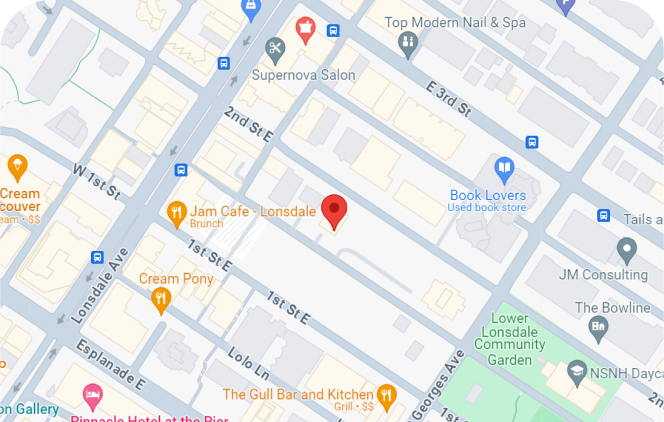 Top Modern Nail & Spa
Supernova Salon
E 3rd St
2nd St E
W 1st St
Cream
couver
eam • $$
Book Lovers
Used book store
Jam Cafe - Lonsdale
Brunch
Tails a
1st St E
JM Consulting
Lonsdale Ave
Cream Pony
1st St E
The Bowline
Lower
Lonsdale
Community
Garden
Esplanade E
Lolo Ln
Georges Ave
NSNH Dayca
The Gull Bar and Kitchen
Grill • $$
on Gallery
Pinnacle Hotel at the Pier
1st
2n